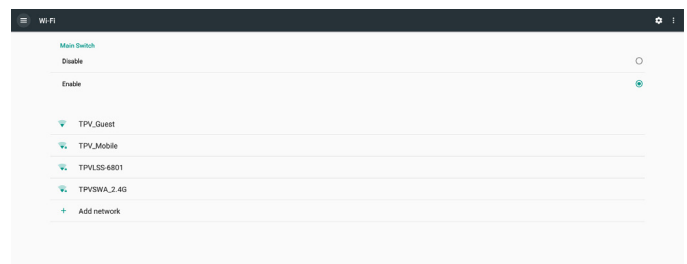 Wi-Fi
Main Switch
Disable
Enable
TPV_Guest
TPV_Mobile
TPVLSS-6801
TPVSWA_2.4G
+ Add network